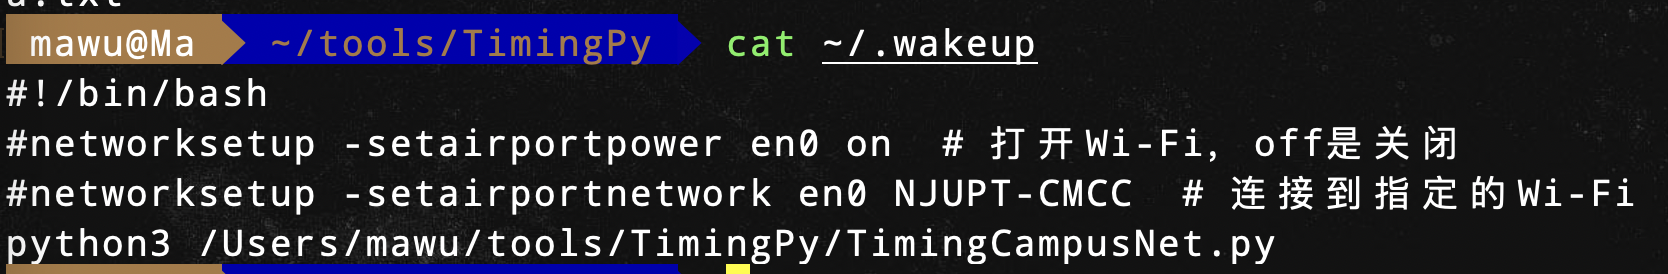 a.txt
mawu@Ma ~/tools/TimingPy cat ~/.wakeup
#!/bin/bash
#networksetup -setairportpower en0 on  # 打开Wi-Fi, off是关闭
#networksetup -setairportnetwork en0 NJUPT-CMCC  # 连接到指定的Wi-Fi
python3 /Users/mawu/tools/TimingPy/TimingCampusNet.py